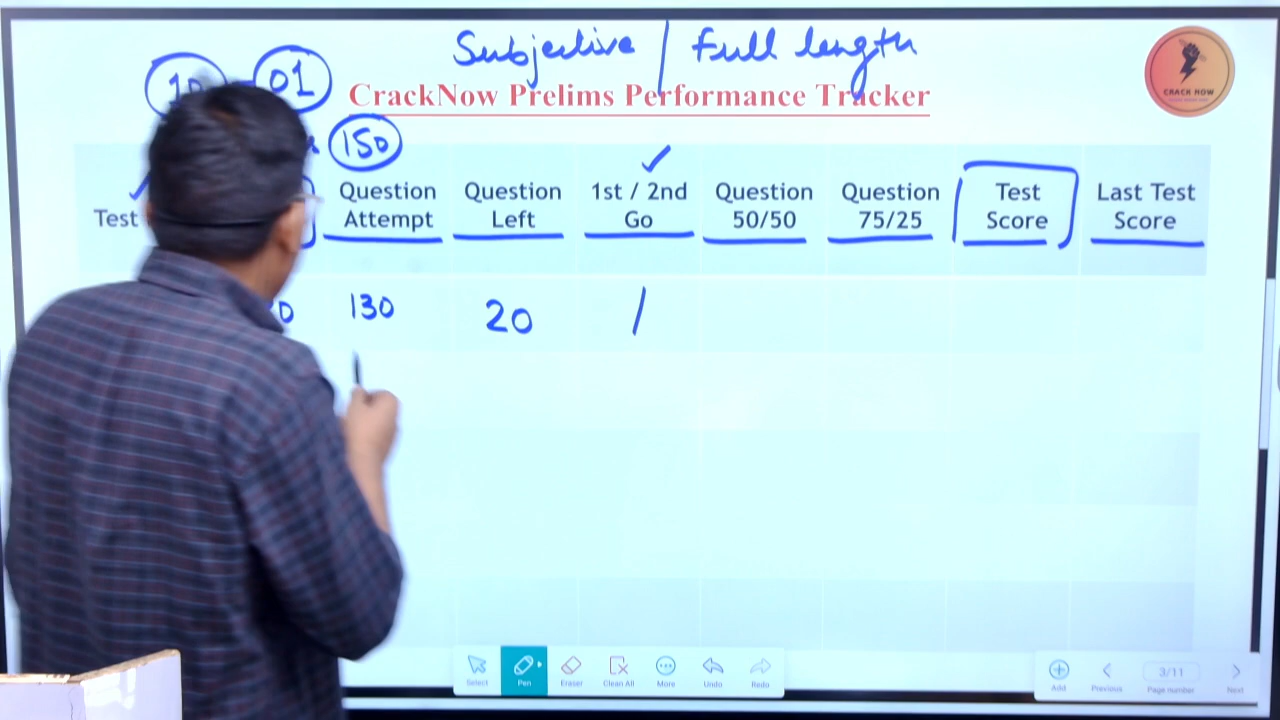 Subjective / Full length
01
CrackNow Prelims Performance Tracker
CRACK NOW
150
Test
Question Attempt
Question Left
1st / 2nd Go
Question 50/50
Question 75/25
Test Score
Last Test Score
130
20
/
Select
Pen
Eraser
Clean All
More
Undo
Redo
Add
Previous
3/11
Page number
Next